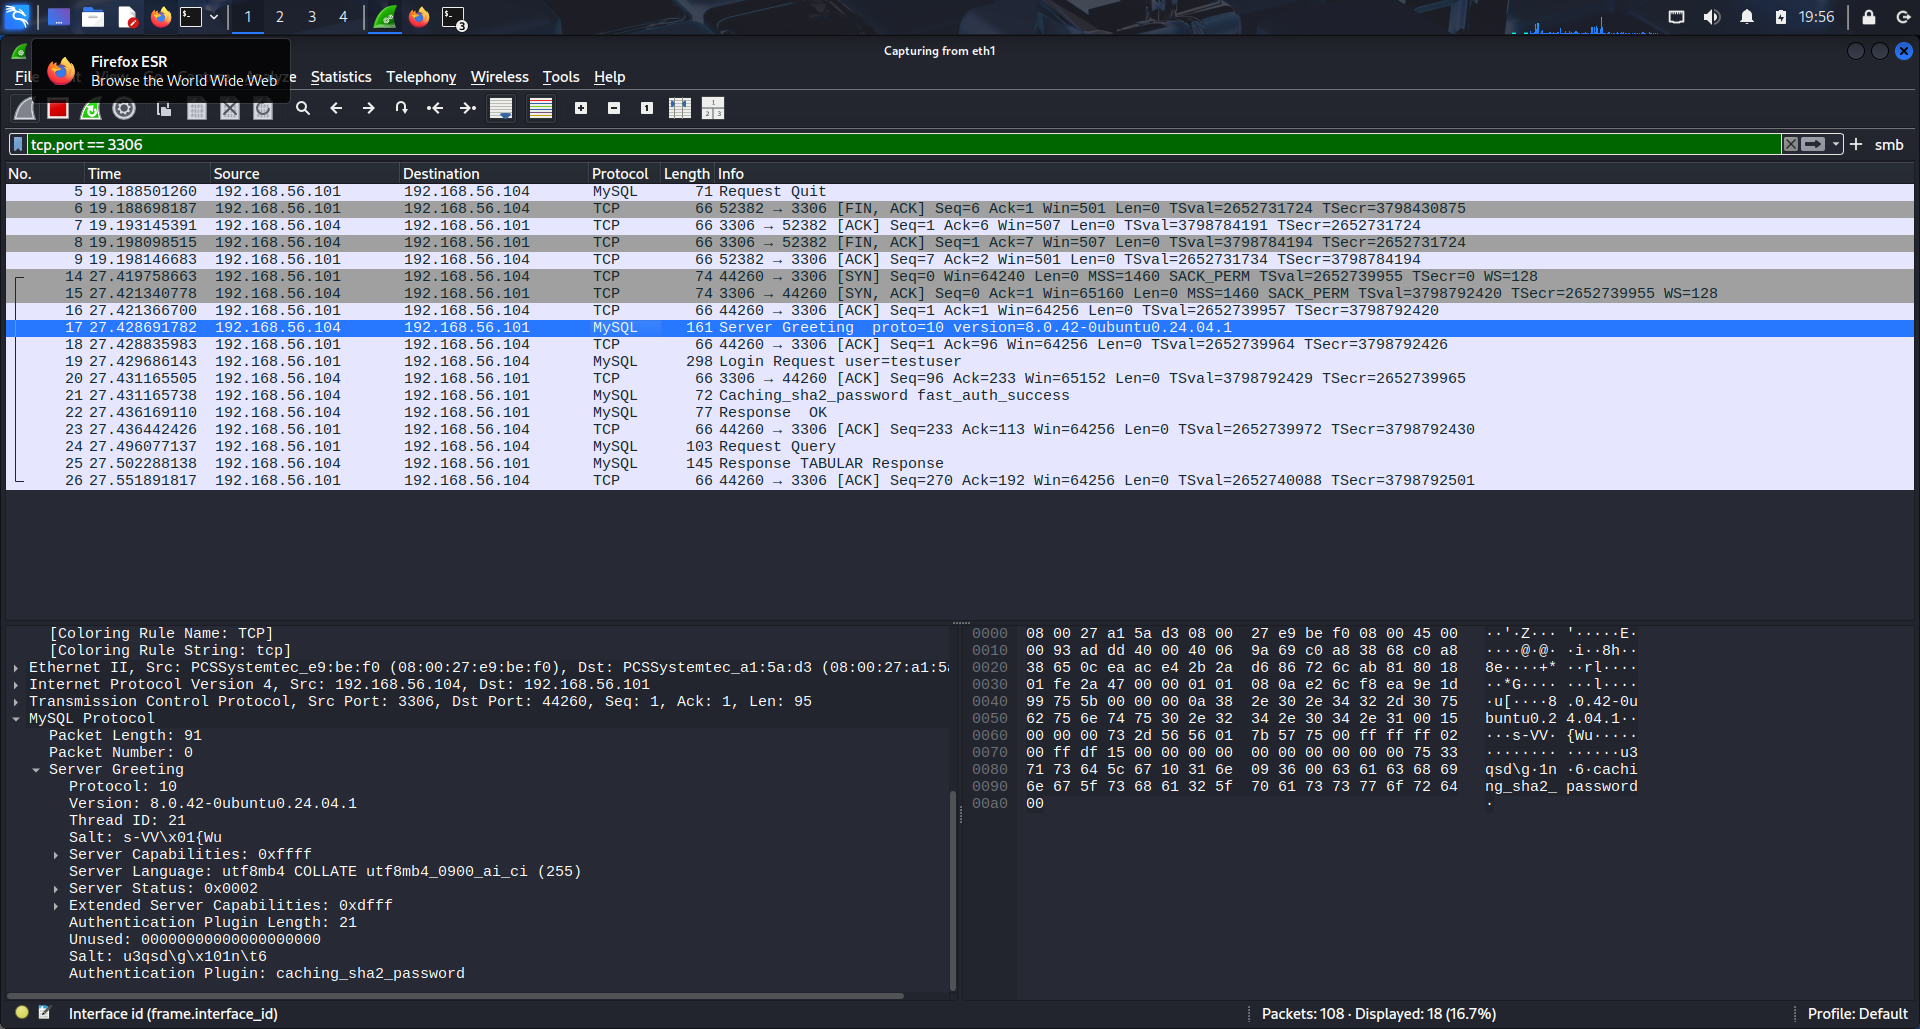 1 2 3 4
3
19:56
Firefox ESR
Browse the World Wide Web
Capturing from eth1
Statistics Telephony Wireless Tools Help
tcp.port == 3306
smb
No. Time Source Destination Protocol Length Info
5 19.188501260 192.168.56.101 192.168.56.104 MySQL 71 Request Quit
6 19.188698187 192.168.56.101 192.168.56.104 TCP 66 52382 → 3306 [FIN, ACK] Seq=6 Ack=1 Win=501 Len=0 TSval=2652731724 TSecr=3798430875
7 19.193145391 192.168.56.104 192.168.56.101 TCP 66 3306 → 52382 [ACK] Seq=1 Ack=6 Win=507 Len=0 TSval=3798784191 TSecr=2652731724
8 19.198098515 192.168.56.104 192.168.56.101 TCP 66 3306 → 52382 [FIN, ACK] Seq=1 Ack=7 Win=507 Len=0 TSval=3798784194 TSecr=2652731724
9 19.198146683 192.168.56.101 192.168.56.104 TCP 66 52382 → 3306 [ACK] Seq=7 Ack=2 Win=501 Len=0 TSval=2652731734 TSecr=3798784194
14 27.419758663 192.168.56.101 192.168.56.104 TCP 74 44260 → 3306 [SYN] Seq=0 Win=64240 Len=0 MSS=1460 SACK_PERM TSval=2652739955 TSecr=0 WS=128
15 27.421340778 192.168.56.104 192.168.56.101 TCP 74 3306 → 44260 [SYN, ACK] Seq=0 Ack=1 Win=65160 Len=0 MSS=1460 SACK_PERM TSval=3798792420 TSecr=2652739955 WS=128
16 27.421366700 192.168.56.101 192.168.56.104 TCP 66 44260 → 3306 [ACK] Seq=1 Ack=1 Win=64256 Len=0 TSval=2652739957 TSecr=3798792420
17 27.428691782 192.168.56.104 192.168.56.101 MySQL 161 Server Greeting  proto=10 version=8.0.42-0ubuntu0.24.04.1
18 27.428835983 192.168.56.101 192.168.56.104 TCP 66 44260 → 3306 [ACK] Seq=1 Ack=96 Win=64256 Len=0 TSval=2652739964 TSecr=3798792426
19 27.429686143 192.168.56.101 192.168.56.104 MySQL 298 Login Request user=testuser
20 27.431165505 192.168.56.104 192.168.56.101 TCP 66 3306 → 44260 [ACK] Seq=96 Ack=233 Win=65152 Len=0 TSval=3798792429 TSecr=2652739965
21 27.431165738 192.168.56.104 192.168.56.101 MySQL 72 Caching_sha2_password fast_auth_success
22 27.436169110 192.168.56.104 192.168.56.101 MySQL 77 Response  OK
23 27.436442426 192.168.56.101 192.168.56.104 TCP 66 44260 → 3306 [ACK] Seq=233 Ack=113 Win=64256 Len=0 TSval=2652739972 TSecr=3798792430
24 27.496077137 192.168.56.101 192.168.56.104 MySQL 103 Request Query
25 27.502288138 192.168.56.104 192.168.56.101 MySQL 145 Response TABULAR Response
26 27.551891817 192.168.56.101 192.168.56.104 TCP 66 44260 → 3306 [ACK] Seq=270 Ack=192 Win=64256 Len=0 TSval=2652740088 TSecr=3798792501
[Coloring Rule Name: TCP]
[Coloring Rule String: tcp]
Ethernet II, Src: PCSSystemtec_e9:be:f0 (08:00:27:e9:be:f0), Dst: PCSSystemtec_a1:5a:d3 (08:00:27:a1:5a
Internet Protocol Version 4, Src: 192.168.56.104, Dst: 192.168.56.101
Transmission Control Protocol, Src Port: 3306, Dst Port: 44260, Seq: 1, Ack: 1, Len: 95
MySQL Protocol
Packet Length: 91
Packet Number: 0
Server Greeting
Protocol: 10
Version: 8.0.42-0ubuntu0.24.04.1
Thread ID: 21
Salt: s-VV\x01{Wu
Server Capabilities: 0xffff
Server Language: utf8mb4 COLLATE utf8mb4_0900_ai_ci (255)
Server Status: 0x0002
Extended Server Capabilities: 0xdfff
Authentication Plugin Length: 21
Unused: 00000000000000000000
Salt: u3qsd\g\x101n\t6
Authentication Plugin: caching_sha2_password
0000 08 00 27 a1 5a d3 08 00 27 e9 be f0 08 00 45 00 ··'·Z··· '·····E·
0010 00 93 ad dd 40 00 40 06 9a 69 c0 a8 38 68 c0 a8 ····@·@· ·i··8h··
0020 38 65 0c ea ac e4 2b 2a d6 86 72 6c ab 81 80 18 8e····+* ··rl····
0030 01 fe 2a 47 00 00 01 01 08 0a e2 6c f8 ea 9e 1d ··*G···· ···l····
0040 99 75 5b 00 00 00 0a 38 2e 30 2e 34 32 2d 30 75 ·u[····8 .0.42-0u
0050 62 75 6e 74 75 30 2e 32 34 2e 30 34 2e 31 00 15 buntu0.2 4.04.1··
0060 00 00 00 73 2d 56 56 01 7b 57 75 00 ff ff ff 02 ···s-VV· {Wu·····
0070 00 ff df 15 00 00 00 00 00 00 00 00 00 00 75 33 ········ ······u3
0080 71 73 64 5c 67 10 31 6e 09 36 00 63 61 63 68 69 qsd\g·1n ·6·cachi
0090 6e 67 5f 73 68 61 32 5f 70 61 73 73 77 6f 72 64 ng_sha2_ password
00a0 00 ·
Interface id (frame.interface_id)
Packets: 108 · Displayed: 18 (16.7%)
Profile: Default